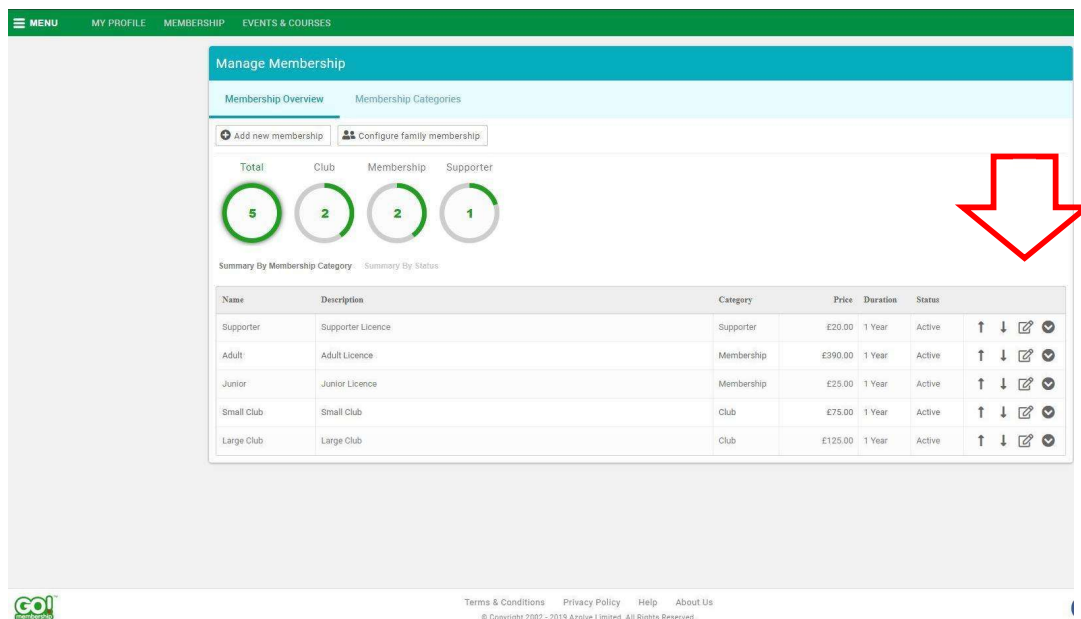 MENU MY PROFILE MEMBERSHIP EVENTS & COURSES
Manage Membership
Membership Overview Membership Categories
Add new membership Configure family membership
Total Club Membership Supporter
5 2 2 1
Summary By Membership Category Summary By Status
Name Description Category Price Duration Status
Supporter Supporter Licence Supporter £20.00 1 Year Active
Adult Adult Licence Membership £390.00 1 Year Active
Junior Junior Licence Membership £25.00 1 Year Active
Small Club Small Club Club £75.00 1 Year Active
Large Club Large Club Club £125.00 1 Year Active
GO!
membership
Terms & Conditions Privacy Policy Help About Us
© Copyright 2002 - 2019 Azolve Limited. All Rights Reserved